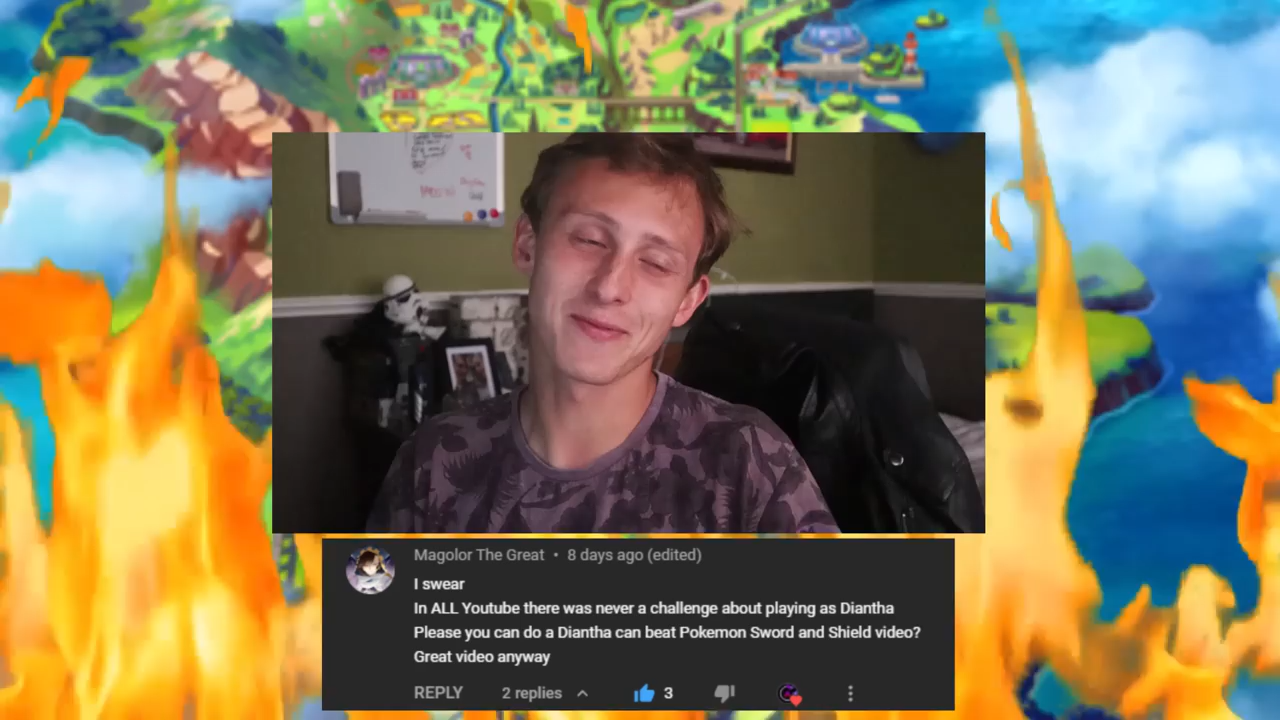 Magolor The Great • 8 days ago (edited)
I swear
In ALL Youtube there was never a challenge about playing as Diantha
Please you can do a Diantha can beat Pokemon Sword and Shield video?
Great video anyway
REPLY 2 replies 3